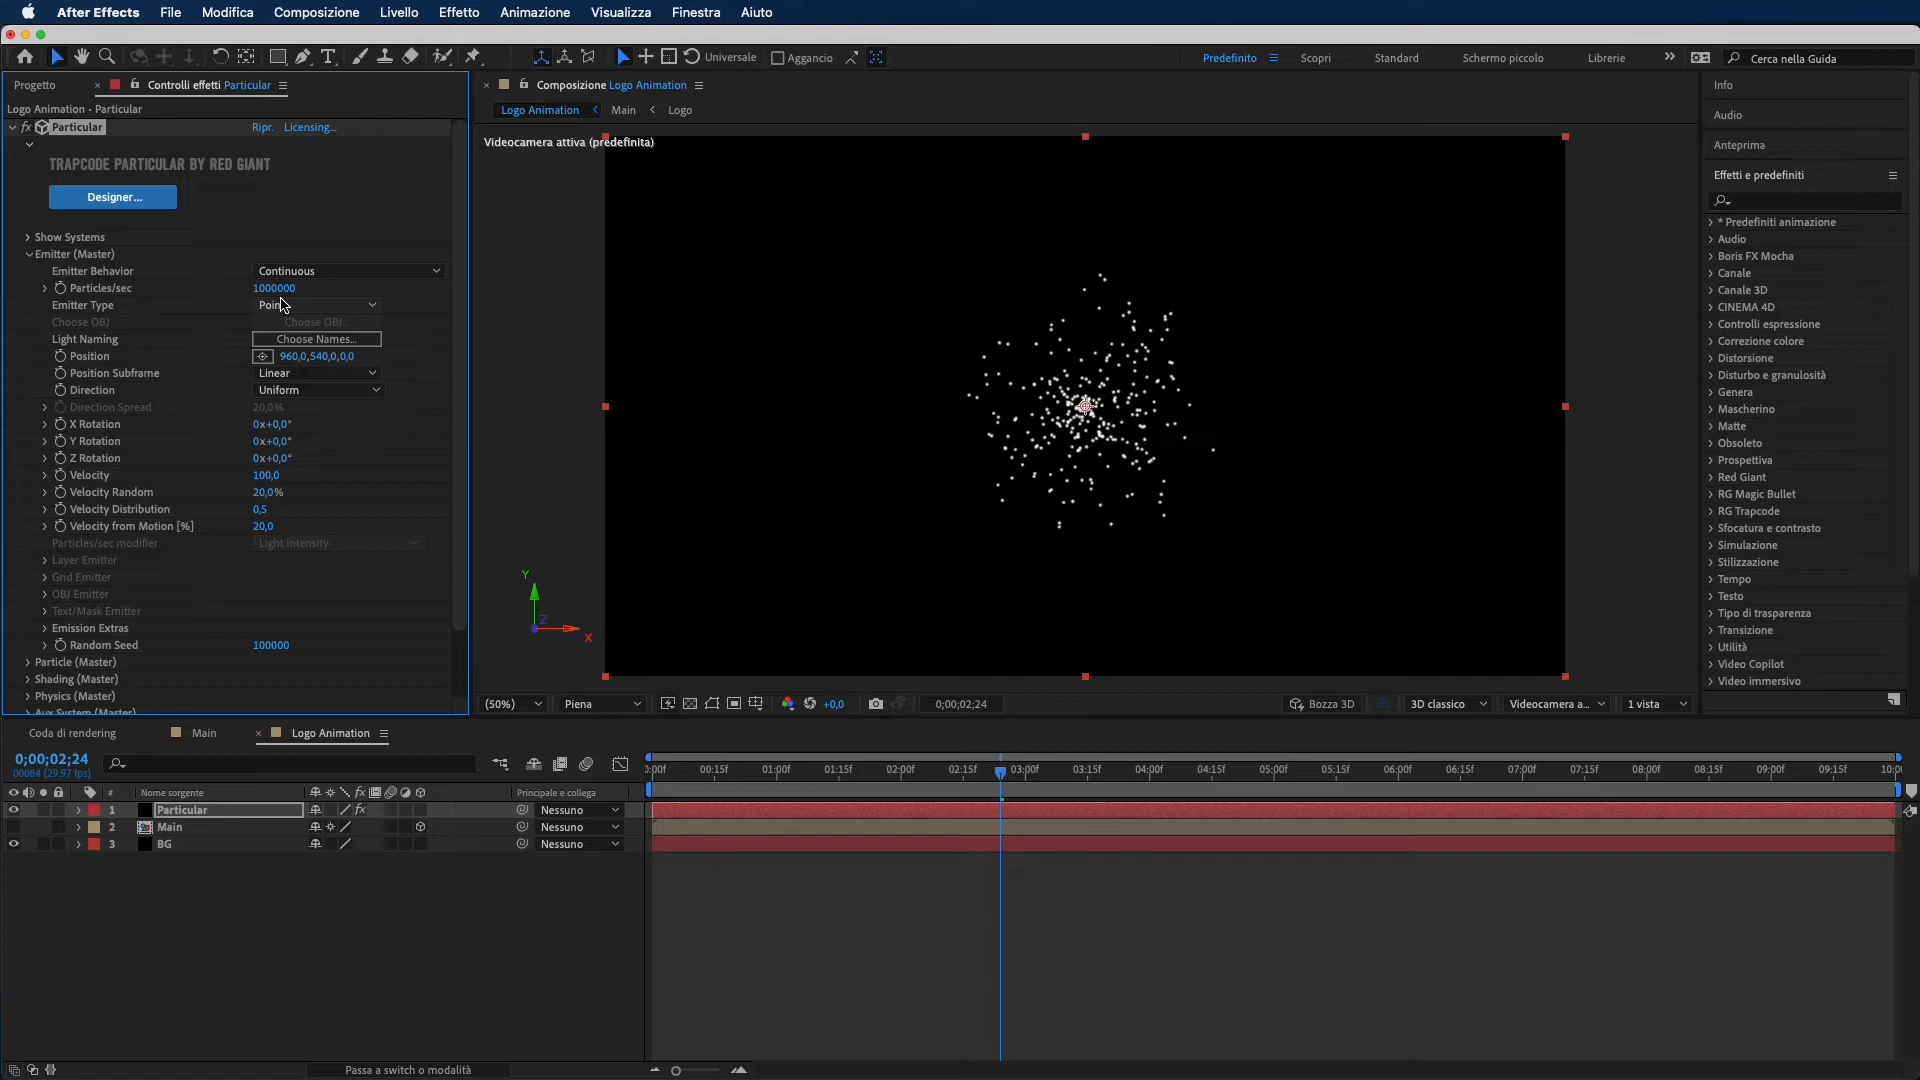 After Effects File Modifica Composizione Livello Effetto Animazione Visualizza Finestra Aiuto
Universale Aggancio Predefinito Scopri Standard Schermo piccolo Librerie Cerca nella Guida
Progetto Controlli effetti Particular
Logo Animation • Particular
fx Particular Ripr. Licensing...
TRAPCODE PARTICULAR BY RED GIANT
Designer...
Show Systems
Emitter (Master)
Emitter Behavior Continuous
Particles/sec 1000000
Emitter Type Poin
Choose OBJ Choose OBJ...
Light Naming Choose Names...
Position 960,0,540,0,0,0
Position Subframe Linear
Direction Uniform
Direction Spread 20,0%
X Rotation 0x+0,0°
Y Rotation 0x+0,0°
Z Rotation 0x+0,0°
Velocity 100,0
Velocity Random 20,0%
Velocity Distribution 0,5
Velocity from Motion [%] 20,0
Particles/sec modifier Light Intensity
Layer Emitter
Grid Emitter
OBJ Emitter
Text/Mask Emitter
Emission Extras
Random Seed 100000
Particle (Master)
Shading (Master)
Physics (Master)
Aux System (Master)
Composizione Logo Animation
Logo Animation Main Logo
Videocamera attiva (predefinita)
Y
Z
X
(50%) Piena +0,0 0;00;02;24 Bozza 3D 3D classico Videocamera a... 1 vista
Info
Audio
Anteprima
Effetti e predefiniti
* Predefiniti animazione
Audio
Boris FX Mocha
Canale
Canale 3D
CINEMA 4D
Controlli espressione
Correzione colore
Distorsione
Disturbo e granulosità
Genera
Mascherino
Matte
Obsoleto
Prospettiva
Red Giant
RG Magic Bullet
RG Trapcode
Sfocatura e contrasto
Simulazione
Stilizzazione
Tempo
Testo
Tipo di trasparenza
Transizione
Utilità
Video Copilot
Video immersivo
Coda di rendering Main Logo Animation
0;00;02;24
00084 (29.97 fps)
:00f 00:15f 01:00f 01:15f 02:00f 02:15f 03:00f 03:15f 04:00f 04:15f 05:00f 05:15f 06:00f 06:15f 07:00f 07:15f 08:00f 08:15f 09:00f 09:15f 10:0
# Nome sorgente fx Principale e collega
1 Particular fx Nessuno
2 Main Nessuno
3 BG Nessuno
Passa a switch o modalità